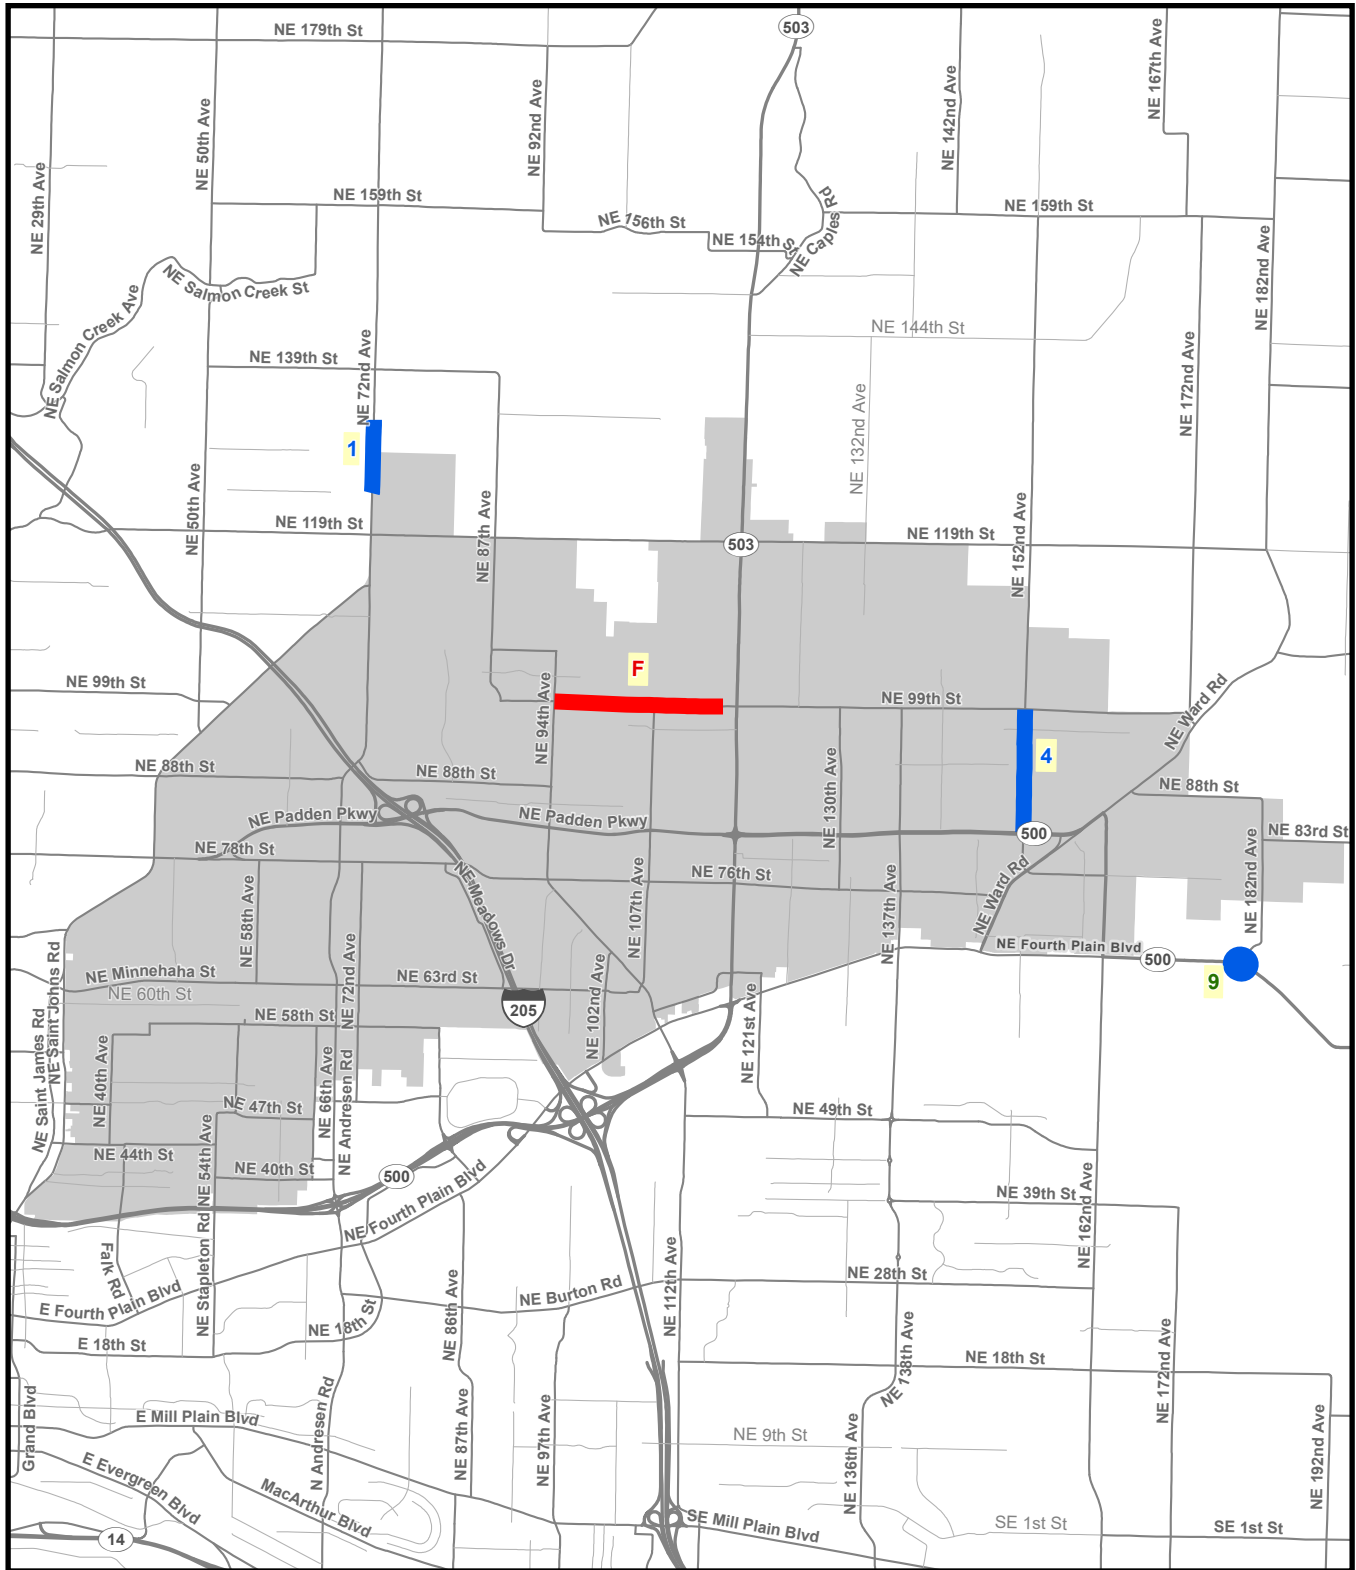 NE 179th St
503
NE 29th Ave
NE 50th Ave
NE 92nd Ave
NE 142nd Ave
NE 167th Ave
NE 159th St
NE 156th St
NE 154th St
NE Caples Rd
NE 159th St
NE 182nd Ave
NE Salmon Creek St
NE Salmon Creek Ave
NE 139th St
NE 72nd Ave
NE 144th St
NE 132nd Ave
NE 172nd Ave
1
NE 50th Ave
NE 119th St
NE 87th Ave
503
NE 119th St
NE 152nd Ave
F
NE 99th St
NE 94th Ave
NE 99th St
NE Ward Rd
4
NE 88th St
NE 88th St
NE 88th St
NE Padden Pkwy
NE Padden Pkwy
NE 130th Ave
500
NE 83rd St
NE 78th St
NE 76th St
NE 58th Ave
NE Meadows Dr
NE 107th Ave
NE 137th Ave
NE Ward Rd
NE 182nd Ave
NE Fourth Plain Blvd
500
9
NE Saint Johns Rd
NE Minnehaha St
NE 63rd St
NE 60th St
NE 72nd Ave
205
NE 102nd Ave
NE 58th St
NE Saint James Rd
NE 40th Ave
NE 66th Ave
NE Andresen Rd
NE 121st Ave
NE 47th St
NE 49th St
NE 44th St
NE 54th Ave
NE 40th St
500
NE Fourth Plain Blvd
NE 39th St
NE 162nd Ave
Falk Rd
NE Stapleton Rd
NE 112th Ave
NE 28th St
E Fourth Plain Blvd
NE Burton Rd
NE 86th Ave
NE 18th St
E 18th St
NE 138th Ave
NE 18th St
NE 172nd Ave
Grand Blvd
N Andresen Rd
E Mill Plain Blvd
NE 87th Ave
NE 97th Ave
NE 9th St
NE 136th Ave
NE 192nd Ave
E Evergreen Blvd
MacArthur Blvd
SE Mill Plain Blvd
SE 1st St
SE 1st St
14